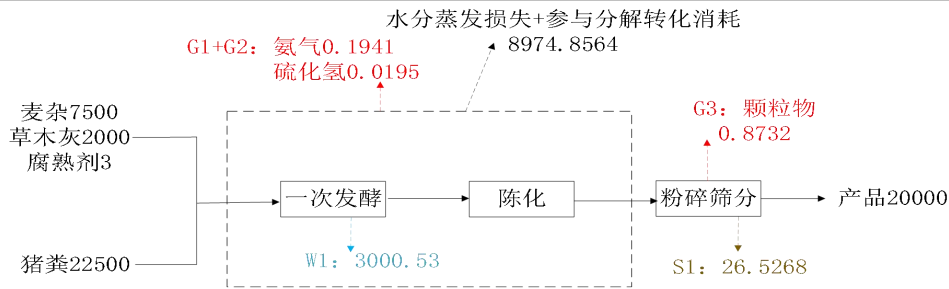 水分蒸发损失+参与分解转化消耗
8974.8564
G1+G2：氨气0.1941
硫化氢0.0195
麦杂7500
草木灰2000
腐熟剂3
G3：颗粒物
0.8732
一次发酵
陈化
粉碎筛分
产品20000
猪粪22500
W1：3000.53
S1：26.5268